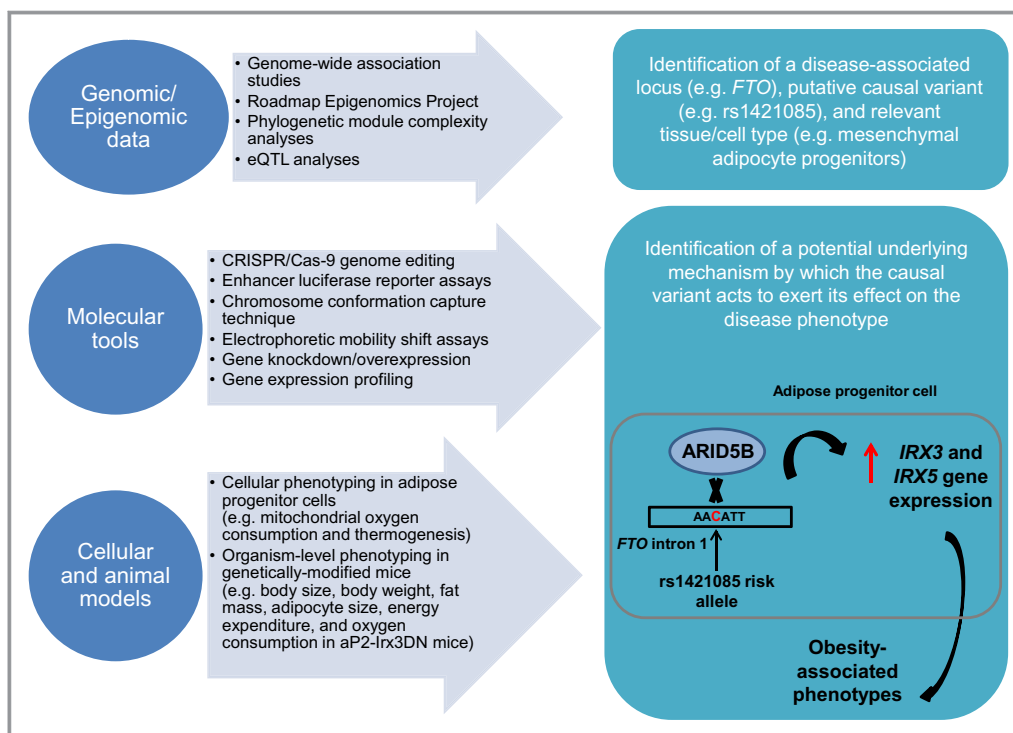 Genomic/
Epigenomic
data
• Genome-wide association
studies
• Roadmap Epigenomics Project
• Phylogenetic module complexity
analyses
• eQTL analyses
Identification of a disease-associated
locus (e.g. FTO), putative causal variant
(e.g. rs1421085), and relevant
tissue/cell type (e.g. mesenchymal
adipocyte progenitors)
Molecular
tools
• CRISPR/Cas-9 genome editing
• Enhancer luciferase reporter assays
• Chromosome conformation capture
technique
• Electrophoretic mobility shift assays
• Gene knockdown/overexpression
• Gene expression profiling
Cellular
and animal
models
• Cellular phenotyping in adipose
progenitor cells
(e.g. mitochondrial oxygen
consumption and thermogenesis)
• Organism-level phenotyping in
genetically-modified mice
(e.g. body size, body weight, fat
mass, adipocyte size, energy
expenditure, and oxygen
consumption in aP2-Irx3DN mice)
Identification of a potential underlying
mechanism by which the causal
variant acts to exert its effect on the
disease phenotype
Adipose progenitor cell
ARID5B
AACATT
FTO intron 1
rs1421085 risk
allele
IRX3 and
IRX5 gene
expression
Obesity-
associated
phenotypes